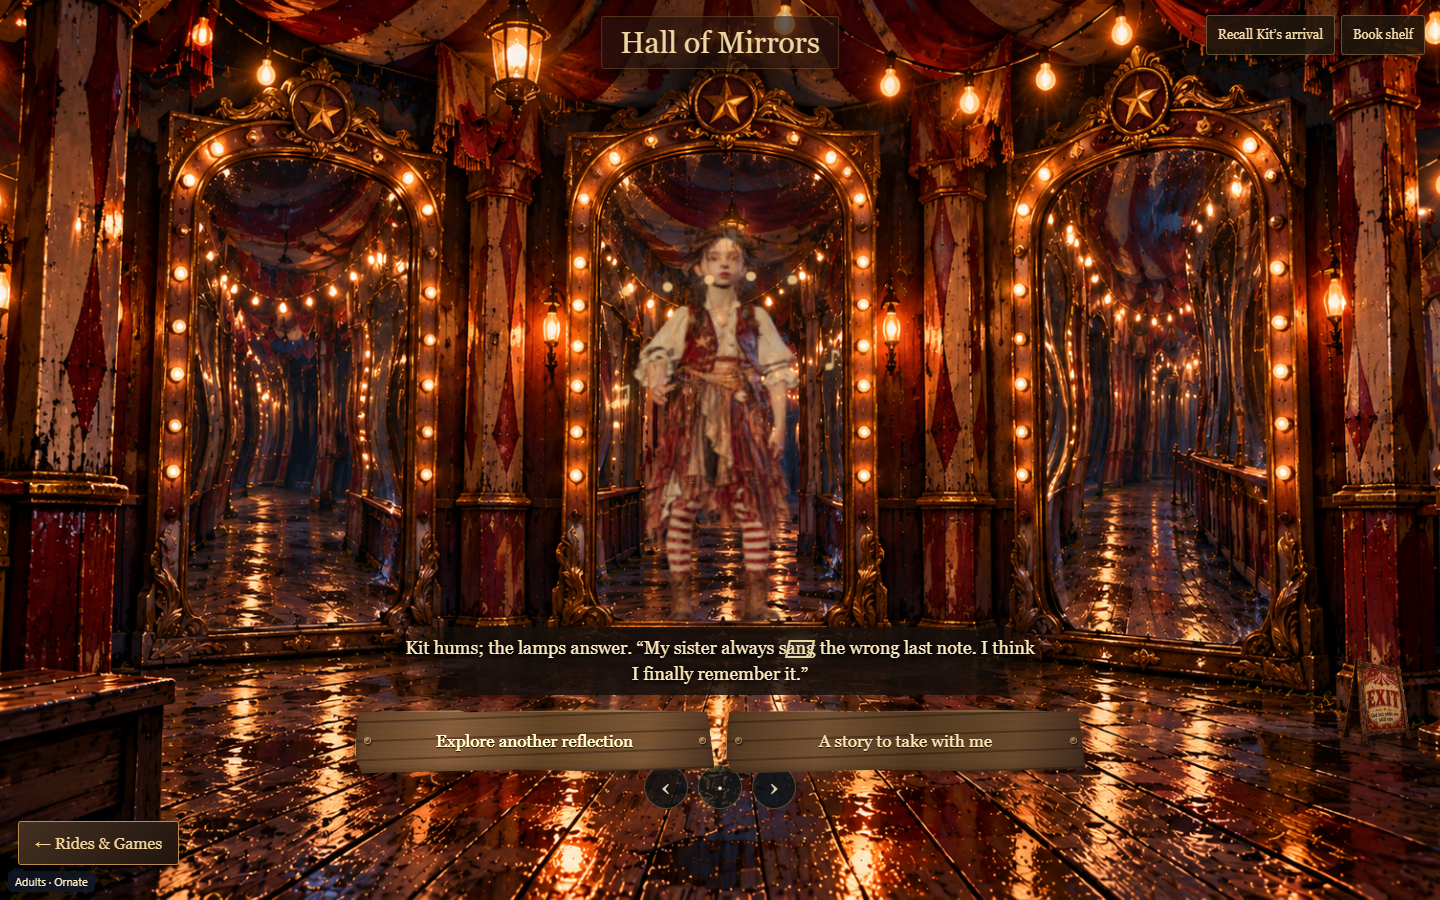 Hall of Mirrors
Recall Kit's arrival
Book shelf
Kit hums; the lamps answer. “My sister always sang the wrong last note. I think
I finally remember it.”
EXIT
Explore another reflection
A story to take with me
← Rides & Games
Adults · Ornate